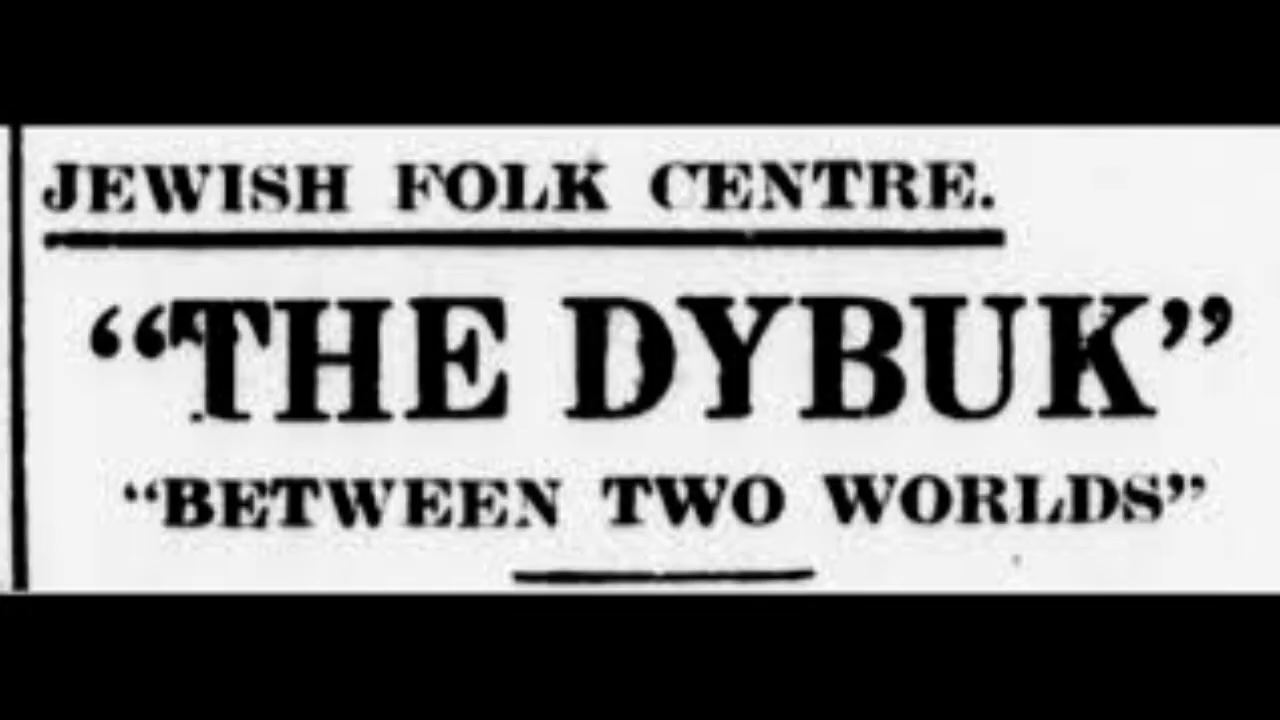 JEWISH FOLK CENTRE.
“THE DYBUK”
“BETWEEN TWO WORLDS”